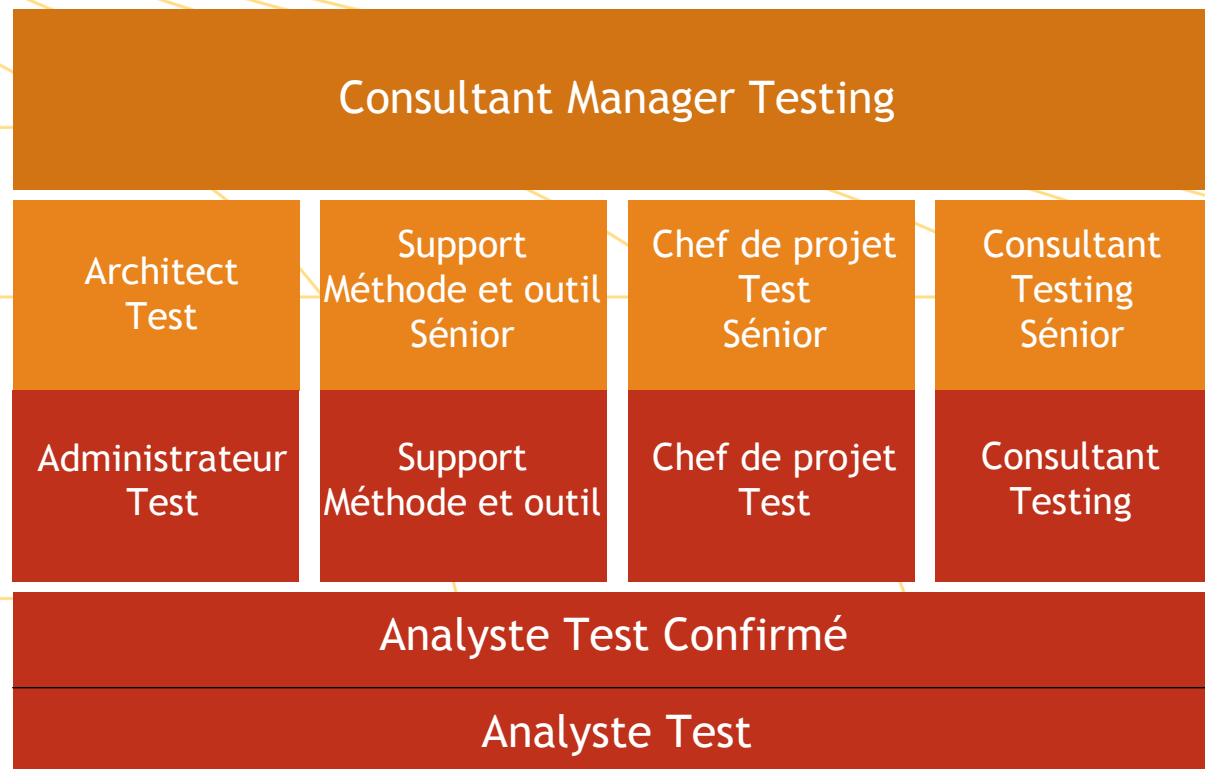 Consultant Manager Testing
Architect
Test
Support
Méthode et outil
Sénior
Chef de projet
Test
Sénior
Consultant
Testing
Sénior
Administrateur
Test
Support
Méthode et outil
Chef de projet
Test
Consultant
Testing
Analyste Test Confirmé
Analyste Test